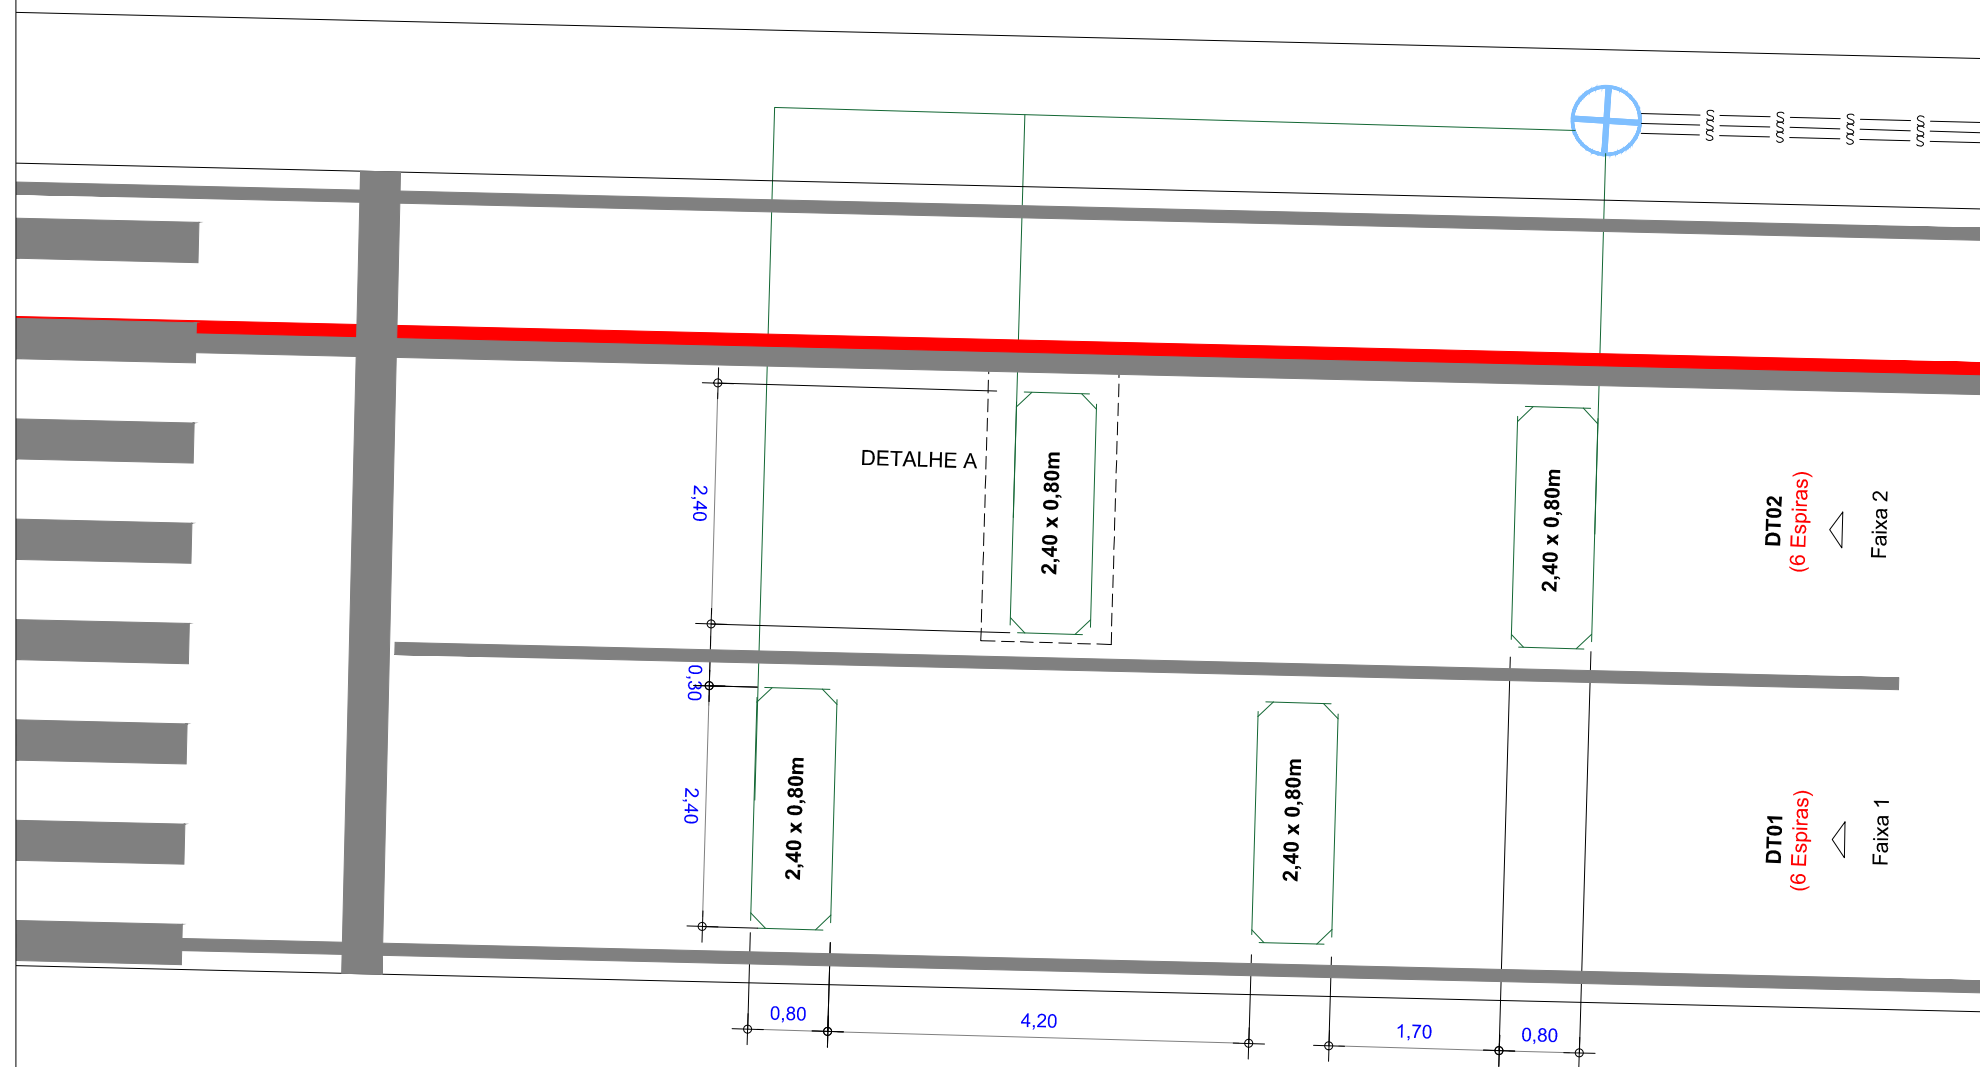 S S S S
S S S S
S S S S
DETALHE A
2,40
2,40 x 0,80m
2,40 x 0,80m
DT02
(6 Espiras)
Faixa 2
0,30
2,40
2,40 x 0,80m
2,40 x 0,80m
DT01
(6 Espiras)
Faixa 1
0,80
4,20
1,70
0,80